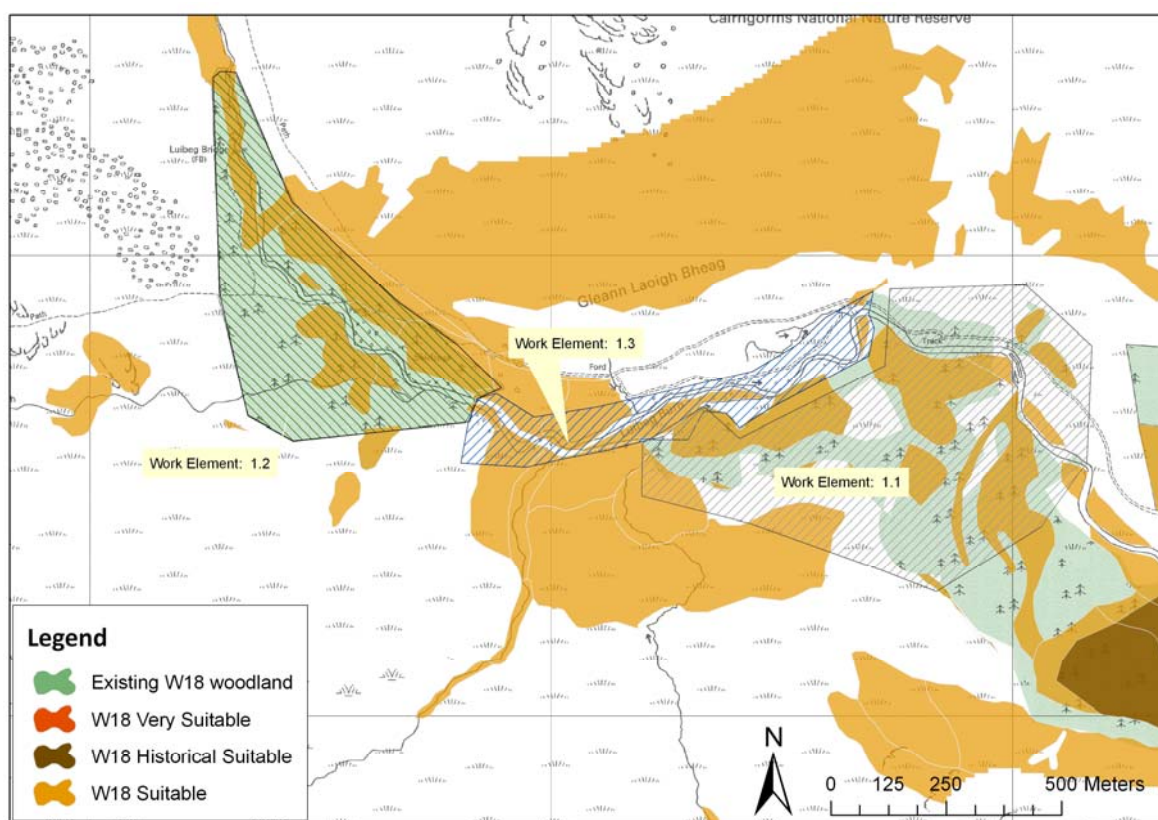 Cairngorms National Nature Reserve
Path
Luibeg Bridge
(FB)
Gleann Laoigh Bheag
Path
Work Element: 1.3
Track
Ford
Work Element: 1.2
Work Element: 1.1
Legend
Existing W18 woodland
W18 Very Suitable
W18 Historical Suitable
W18 Suitable
N
0 125 250 500 Meters